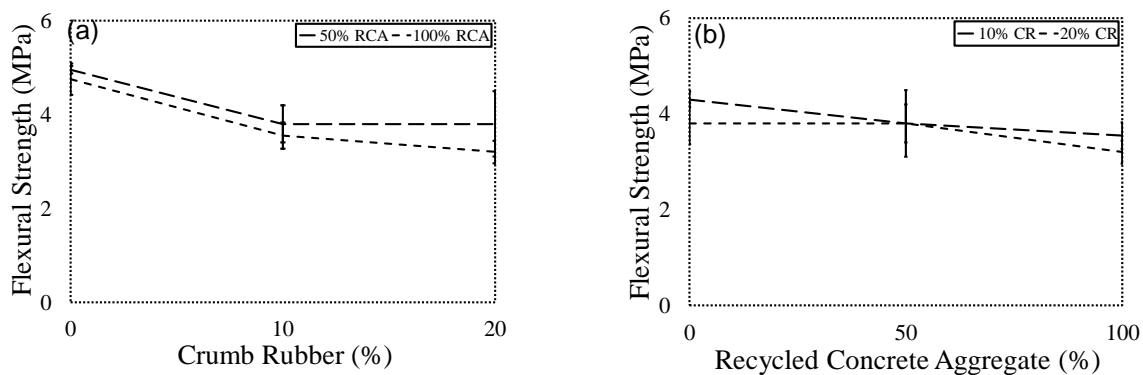 (a)
50% RCA 100% RCA
Flexural Strength (MPa)
6
4
2
0
0 10 20
Crumb Rubber (%)
(b)
10% CR 20% CR
Flexural Strength (MPa)
6
4
2
0
0 50 100
Recycled Concrete Aggregate (%)